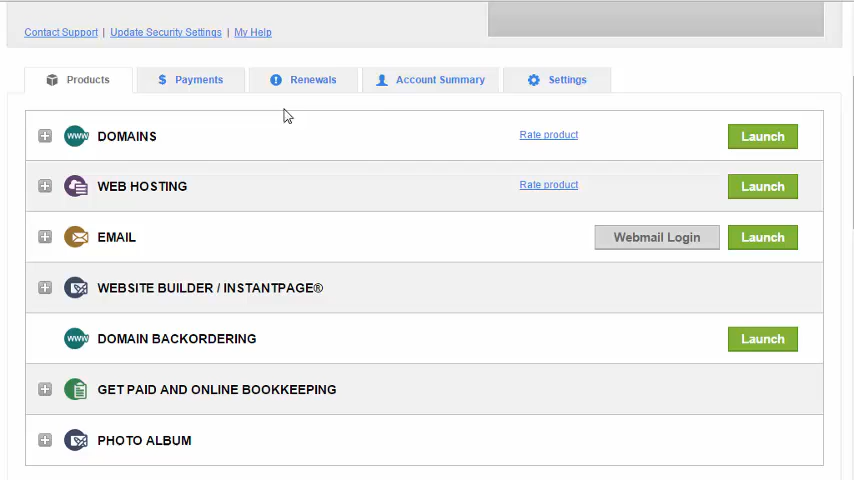 Contact Support | Update Security Settings | My Help
Products $ Payments Renewals Account Summary Settings
www DOMAINS Rate product Launch
WEB HOSTING Rate product Launch
EMAIL Webmail Login Launch
WEBSITE BUILDER / INSTANTPAGE®
www DOMAIN BACKORDERING Launch
GET PAID AND ONLINE BOOKKEEPING
PHOTO ALBUM